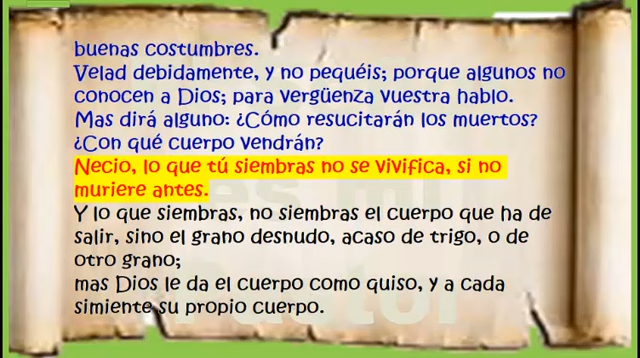 buenas costumbres.
Velad debidamente, y no pequéis; porque algunos no
conocen a Dios; para vergüenza vuestra hablo.
Mas dirá alguno: ¿Cómo resucitarán los muertos?
¿Con qué cuerpo vendrán?
Necio, lo que tú siembras no se vivifica, si no
muriere antes.
Y lo que siembras, no siembras el cuerpo que ha de
salir, sino el grano desnudo, acaso de trigo, o de
otro grano;
mas Dios le da el cuerpo como quiso, y a cada
simiente su propio cuerpo.